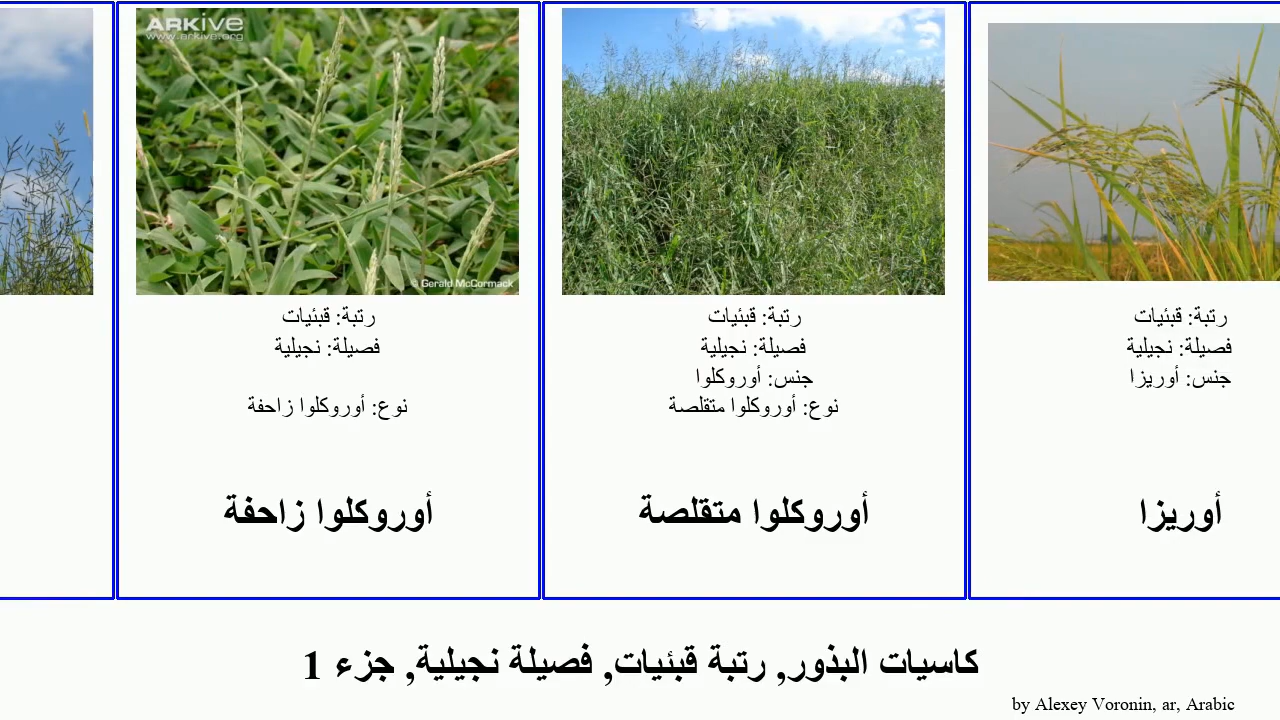 ARKive
www.arkive.org
© Gerald McCormack
رتبة: قبئيات
فصيلة: نجيلية
نوع: أوروكلوا زاحفة
أوروكلوا زاحفة
رتبة: قبئيات
فصيلة: نجيلية
جنس: أوروكلوا
نوع: أوروكلوا متقلصة
أوروكلوا متقلصة
رتبة: قبئيات
فصيلة: نجيلية
جنس: أوريزا
أوريزا
كاسيات البذور, رتبة قبئيات, فصيلة نجيلية, جزء 1
by Alexey Voronin, ar, Arabic